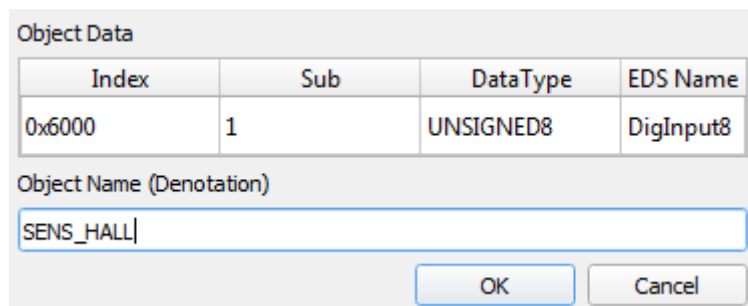 Object Data
Index Sub DataType EDS Name
0x6000 1 UNSIGNED8 DigInput8
Object Name (Denotation)
SENS_HALL
OK Cancel